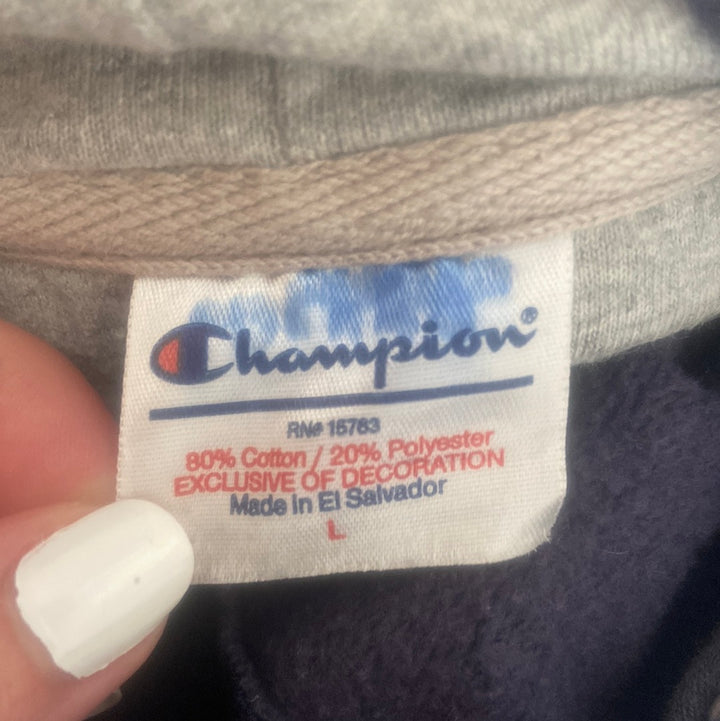 Champion®
RN# 15763
80% Cotton / 20% Polyester
EXCLUSIVE OF DECORATION
Made in El Salvador
L